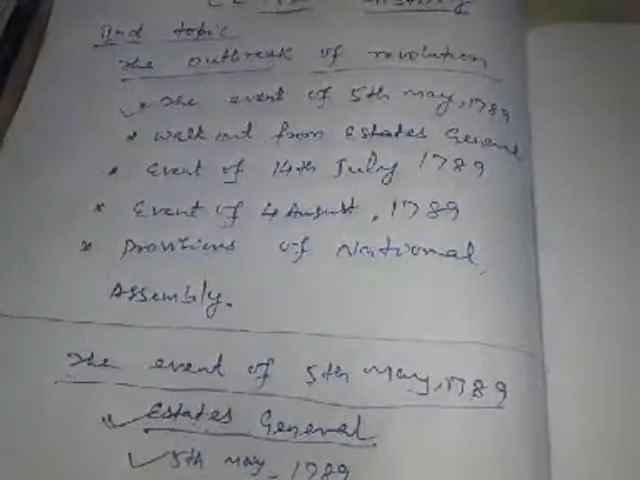 2nd topic
The outbreak of revolution
✓* The event of 5th may, 1789
* Walk out from Estates General
* Event of 14th July 1789
* Event of 4 August, 1789
* Provitions of National
Assembly.
The event of 5th May, 1789
Estates General
✓5th may - 1789